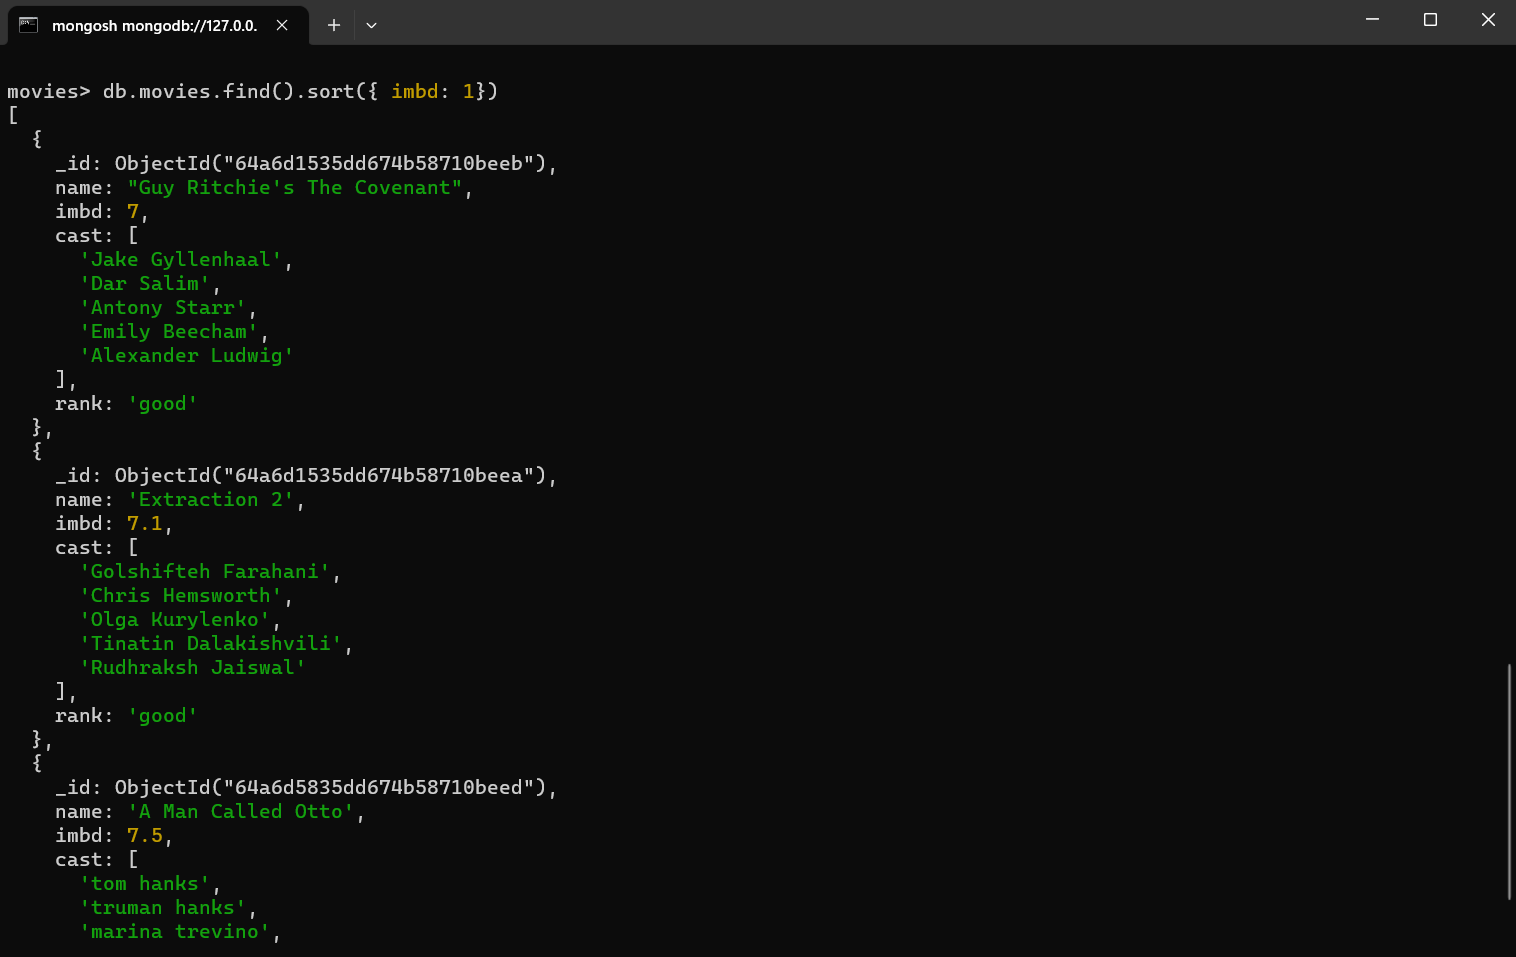 mongosh mongodb://127.0.0.
movies> db.movies.find().sort({ imbd: 1})
[
  {
    _id: ObjectId("64a6d1535dd674b58710beeb"),
    name: "Guy Ritchie's The Covenant",
    imbd: 7,
    cast: [
      'Jake Gyllenhaal',
      'Dar Salim',
      'Antony Starr',
      'Emily Beecham',
      'Alexander Ludwig'
    ],
    rank: 'good'
  },
  {
    _id: ObjectId("64a6d1535dd674b58710beea"),
    name: 'Extraction 2',
    imbd: 7.1,
    cast: [
      'Golshifteh Farahani',
      'Chris Hemsworth',
      'Olga Kurylenko',
      'Tinatin Dalakishvili',
      'Rudhraksh Jaiswal'
    ],
    rank: 'good'
  },
  {
    _id: ObjectId("64a6d5835dd674b58710beed"),
    name: 'A Man Called Otto',
    imbd: 7.5,
    cast: [
      'tom hanks',
      'truman hanks',
      'marina trevino',